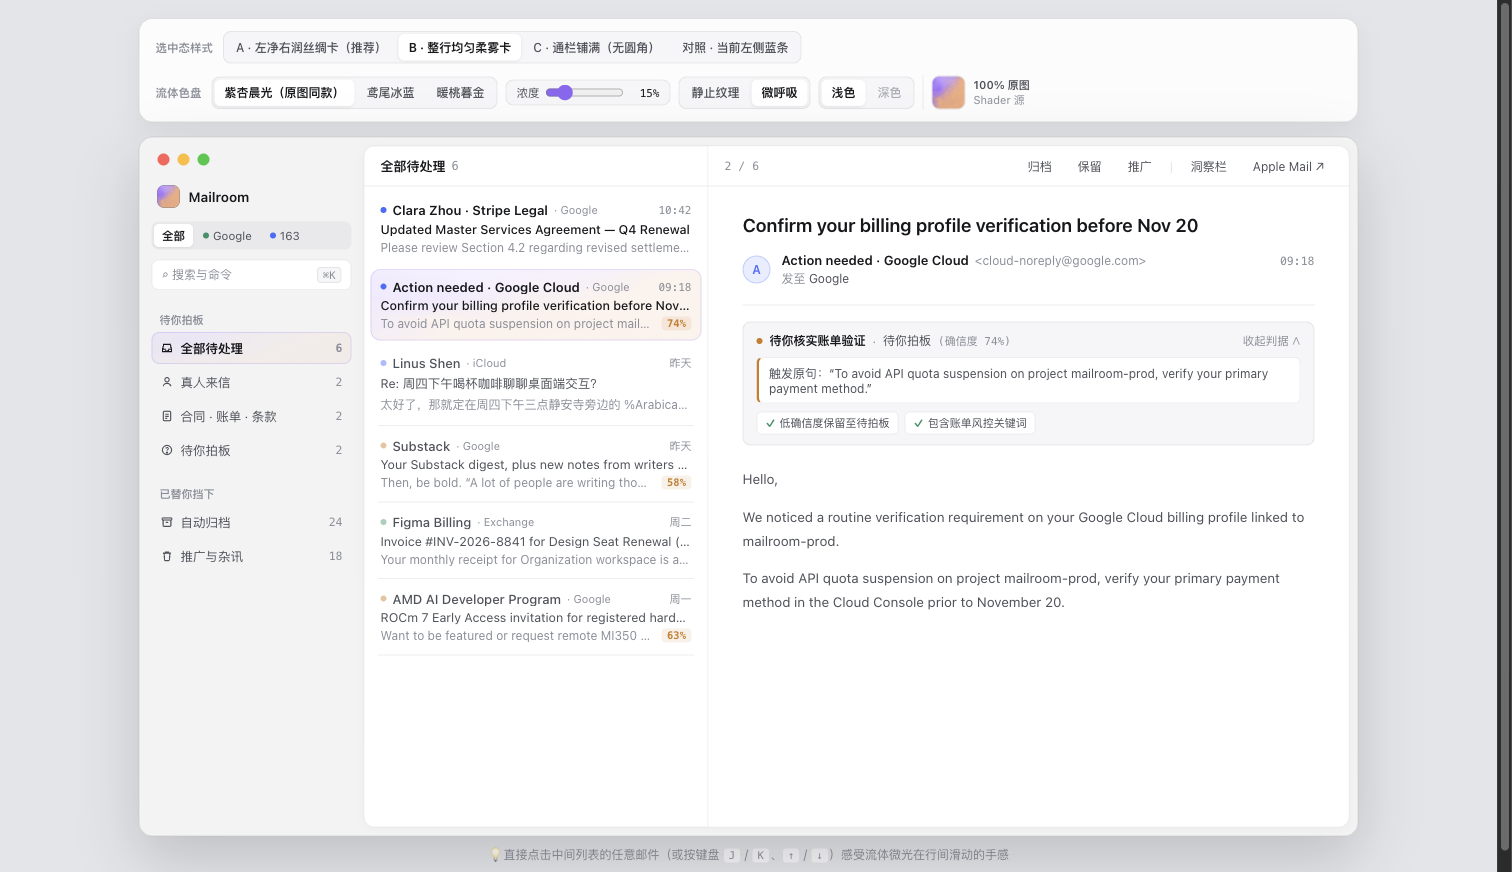 选中态样式 A · 左净右润丝绸卡（推荐） B · 整行均匀柔雾卡 C · 通栏铺满（无圆角） 对照 · 当前左侧蓝条
流体色盘 紫杏晨光（原图同款） 鸢尾冰蓝 暖桃暮金 浓度 15% 静止纹理 微呼吸 浅色 深色 100% 原图
Shader 源
Mailroom
全部 Google 163
搜索与命令 ⌘K
待你拍板
全部待处理 6
真人来信 2
合同 · 账单 · 条款 2
待你拍板 2
已替你挡下
自动归档 24
推广与杂讯 18
全部待处理 6
Clara Zhou · Stripe Legal · Google 10:42
Updated Master Services Agreement — Q4 Renewal
Please review Section 4.2 regarding revised settleme...
Action needed · Google Cloud · Google 09:18
Confirm your billing profile verification before Nov...
To avoid API quota suspension on project mail... 74%
Linus Shen · iCloud 昨天
Re: 周四下午喝杯咖啡聊聊桌面端交互?
太好了，那就定在周四下午三点静安寺旁边的 %Arabica...
Substack · Google 昨天
Your Substack digest, plus new notes from writers ...
Then, be bold. “A lot of people are writing tho... 58%
Figma Billing · Exchange 周二
Invoice #INV-2026-8841 for Design Seat Renewal (...
Your monthly receipt for Organization workspace is a...
AMD AI Developer Program · Google 周一
ROCm 7 Early Access invitation for registered hard...
Want to be featured or request remote MI350 ... 63%
2 / 6 归档 保留 推广 洞察栏 Apple Mail ↗
Confirm your billing profile verification before Nov 20
A
Action needed · Google Cloud <cloud-noreply@google.com> 09:18
发至 Google
待你核实账单验证 · 待你拍板 (确信度 74%) 收起判据 ∧
触发原句：“To avoid API quota suspension on project mailroom-prod, verify your primary
payment method.”
✓ 低确信度保留至待拍板 ✓ 包含账单风控关键词
Hello,
We noticed a routine verification requirement on your Google Cloud billing profile linked to
mailroom-prod.
To avoid API quota suspension on project mailroom-prod, verify your primary payment
method in the Cloud Console prior to November 20.
💡 直接点击中间列表的任意邮件（或按键盘 J / K 、 ↑ / ↓ ）感受流体微光在行间滑动的手感